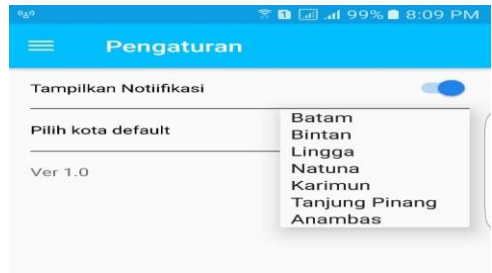 99% 8:09 PM
Pengaturan
Tampilkan Notiifikasi
Pilih kota default
Batam
Bintan
Lingga
Natuna
Karimun
Tanjung Pinang
Anambas
Ver 1.0